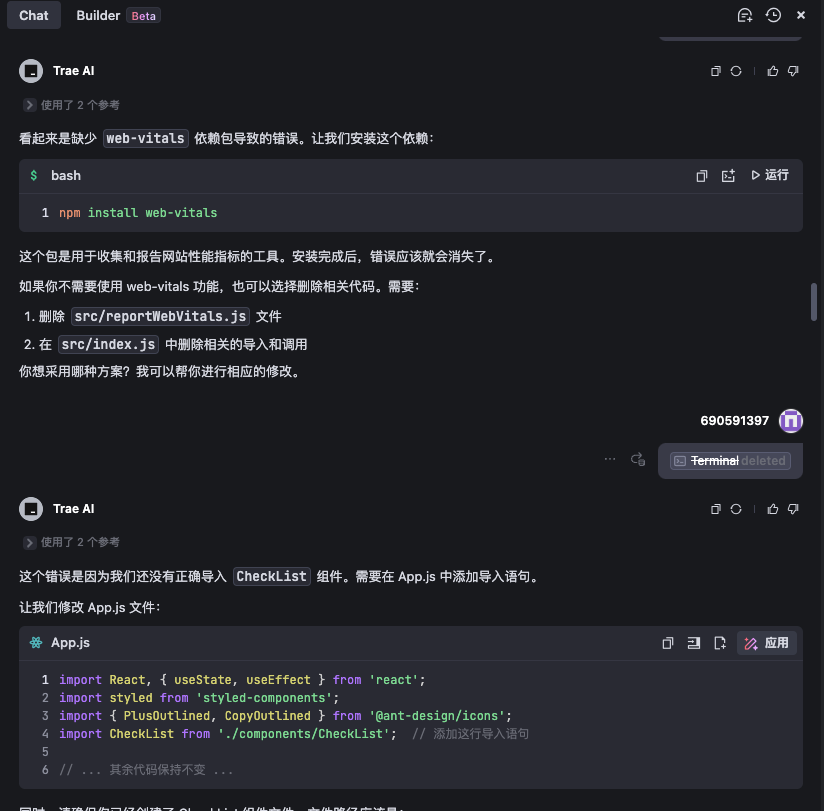 Chat Builder Beta
Trae AI
使用了 2 个参考
看起来是缺少 web-vitals 依赖包导致的错误。让我们安装这个依赖：
$ bash 运行
1 npm install web-vitals
这个包是用于收集和报告网站性能指标的工具。安装完成后，错误应该就会消失了。
如果你不需要使用 web-vitals 功能，也可以选择删除相关代码。需要：
1. 删除 src/reportWebVitals.js 文件
2. 在 src/index.js 中删除相关的导入和调用
你想采用哪种方案？我可以帮你进行相应的修改。
690591397
Terminal deleted
Trae AI
使用了 2 个参考
这个错误是因为我们还没有正确导入 CheckList 组件。需要在 App.js 中添加导入语句。
让我们修改 App.js 文件：
App.js 应用
1 import React, { useState, useEffect } from 'react';
2 import styled from 'styled-components';
3 import { PlusOutlined, CopyOutlined } from '@ant-design/icons';
4 import CheckList from './components/CheckList'; // 添加这行导入语句
5
6 // ... 其余代码保持不变 ...